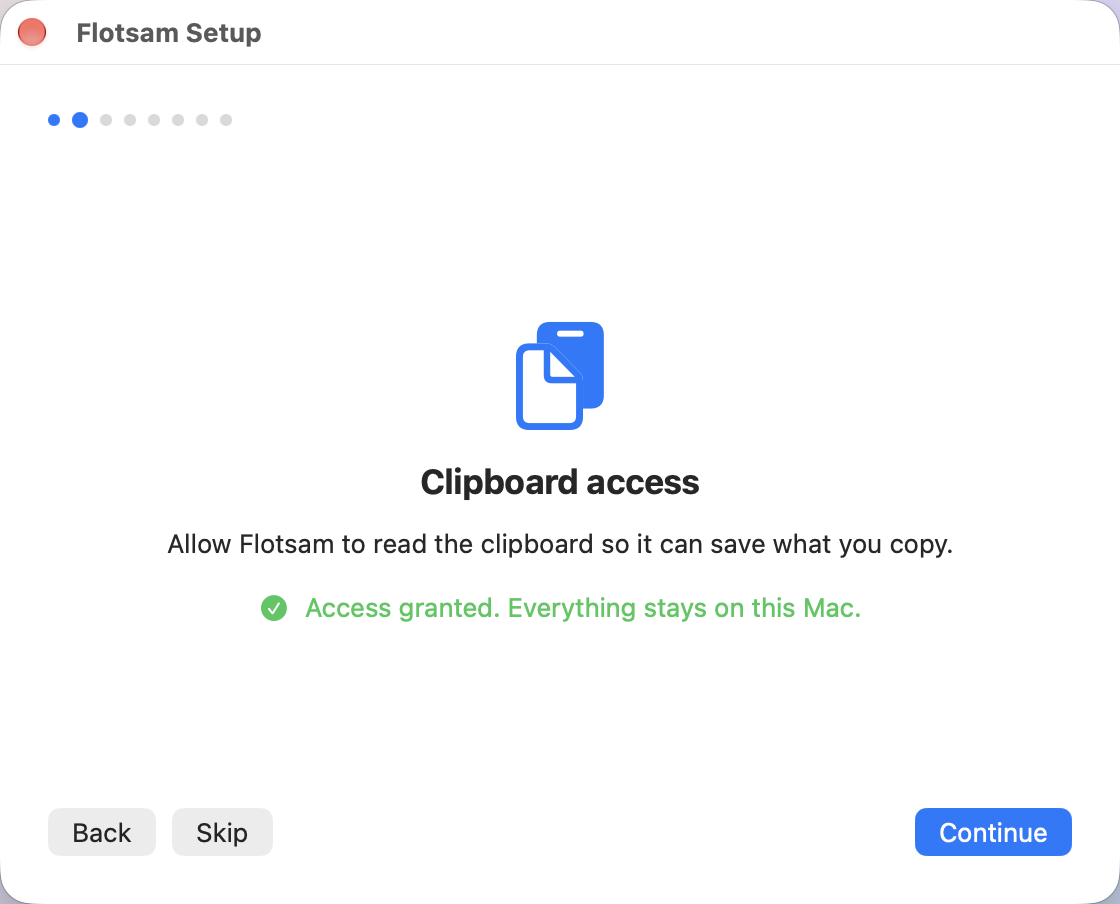 Flotsam Setup
Clipboard access
Allow Flotsam to read the clipboard so it can save what you copy.
Access granted. Everything stays on this Mac.
Back
Skip
Continue